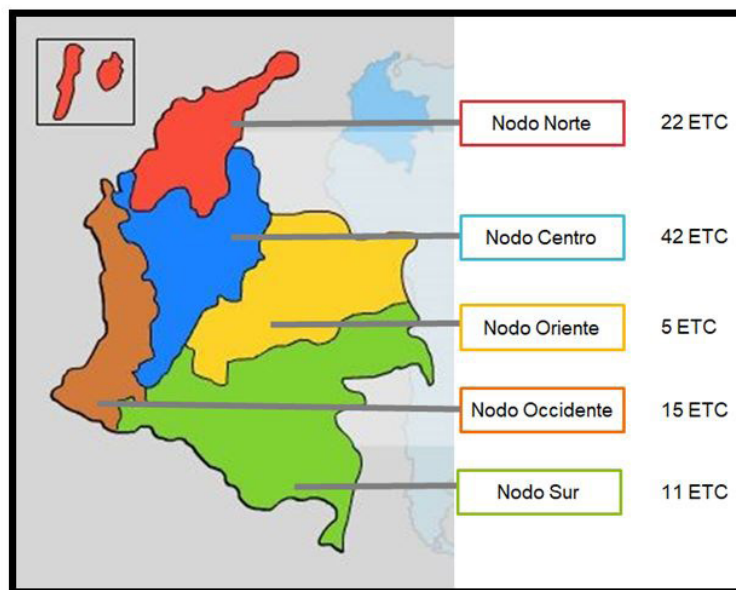 Nodo Norte 22 ETC
Nodo Centro 42 ETC
Nodo Oriente 5 ETC
Nodo Occidente 15 ETC
Nodo Sur 11 ETC